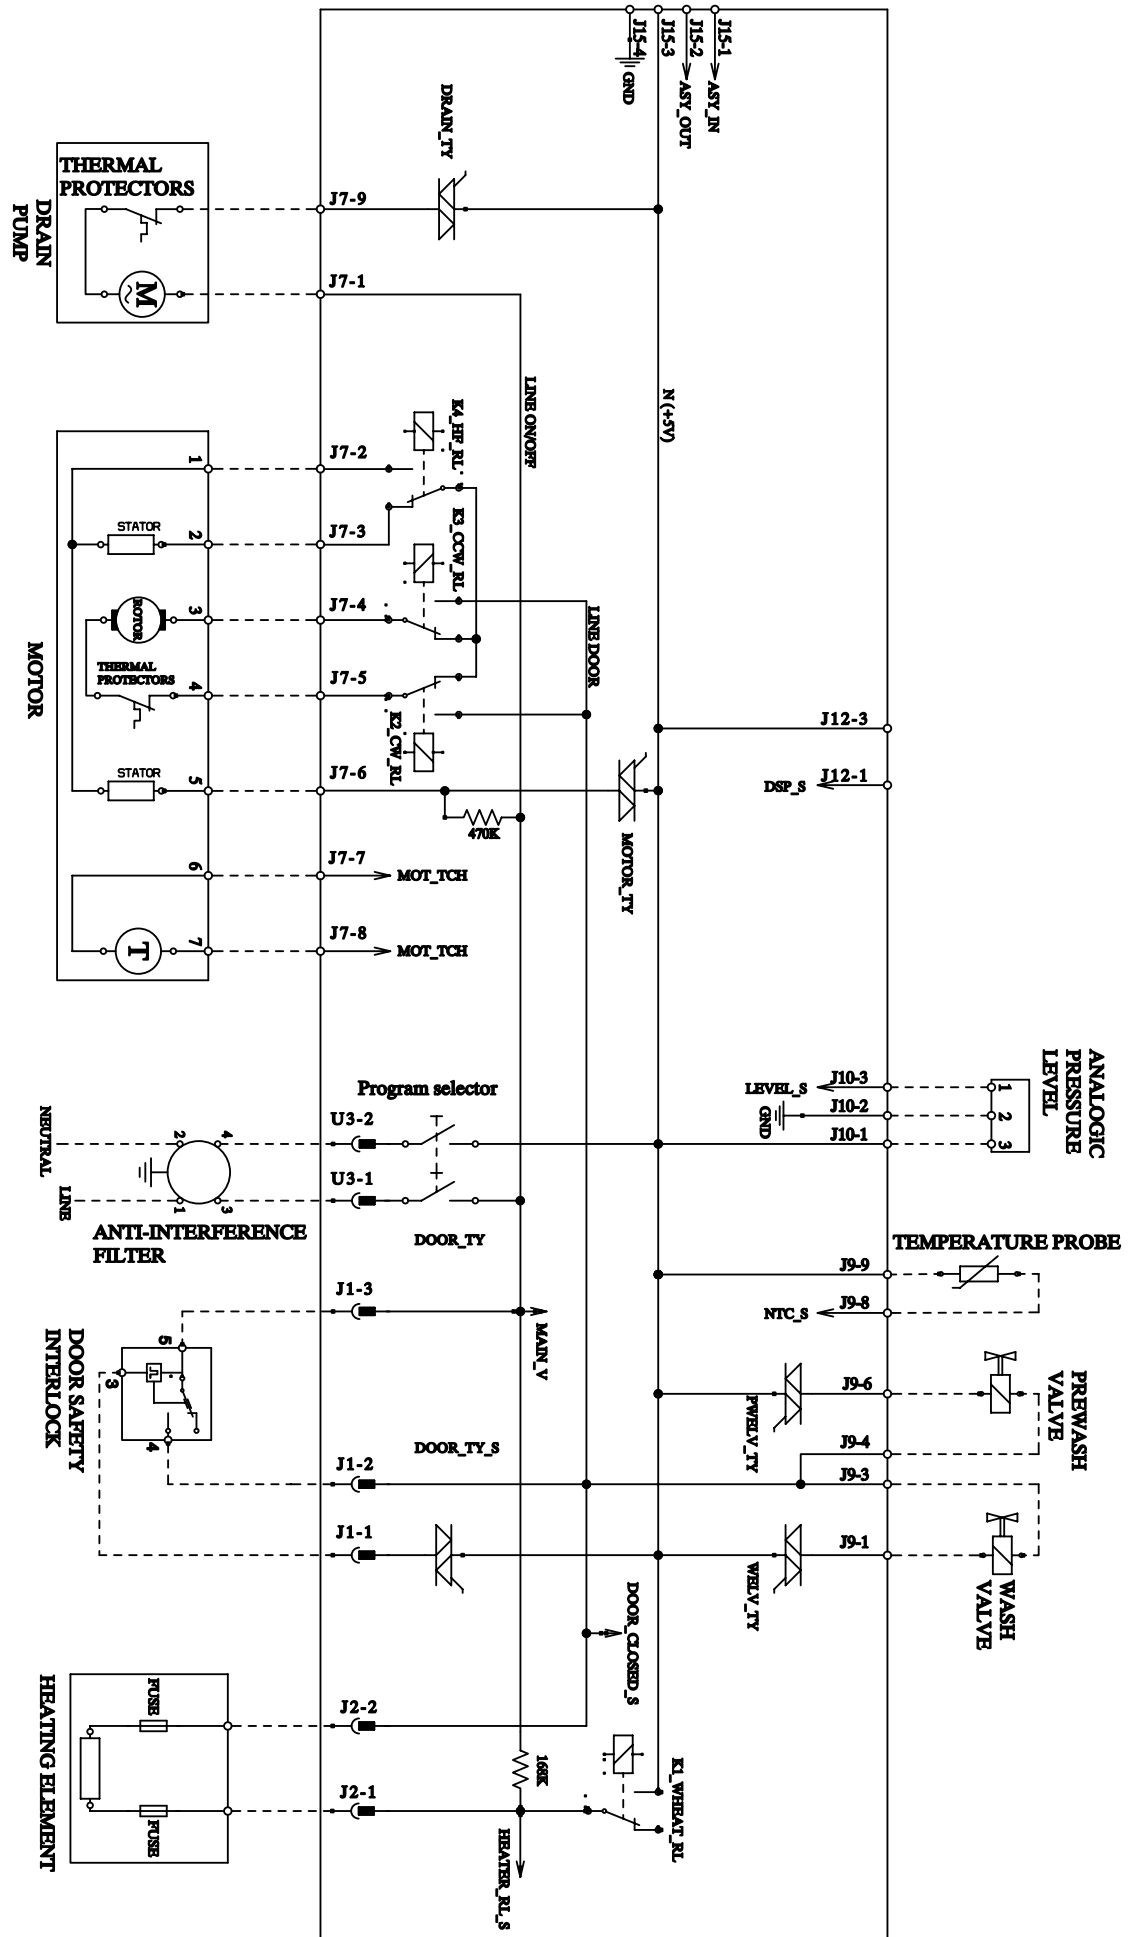 J15-4
J15-3
J15-2
J15-1
GND
ASY_OUT
ASY_IN
DRAIN_TY
THERMAL
PROTECTORS
DRAIN
PUMP
M
J7-9
J7-1
LINE ON/OFF
N (+5V)
K4_HF_RL
J7-2
1
STATOR
2
J7-3
K3_CCW_RL
J7-4
3
ROTOR
LINE DOOR
THERMAL
PROTECTORS
4
J7-5
MOTOR
K2_CW_RL
J12-3
STATOR
5
J7-6
J12-1
DSP_S
470K
MOTOR_TY
6
J7-7
MOT_TCH
7
J7-8
MOT_TCH
T
ANALOGIC
PRESSURE
LEVEL
J10-3
LEVEL_S
1
J10-2
GND
2
J10-1
3
Program selector
U3-2
NEUTRAL
2
4
U3-1
LINE
1
3
ANTI-INTERFERENCE
FILTER
DOOR_TY
TEMPERATURE PROBE
J9-9
J9-8
NTC_S
J1-3
MAIN_V
DOOR SAFETY
INTERLOCK
5
3
4
J9-6
PWELV_TY
PREWASH
VALVE
J9-4
DOOR_TY_S
J1-2
J9-3
J1-1
J9-1
WELV_TY
WASH
VALVE
DOOR_CLOSED_S
HEATING ELEMENT
FUSE
J2-2
FUSE
J2-1
168K
K1_WHEAT_RL
HEATER_RL_S